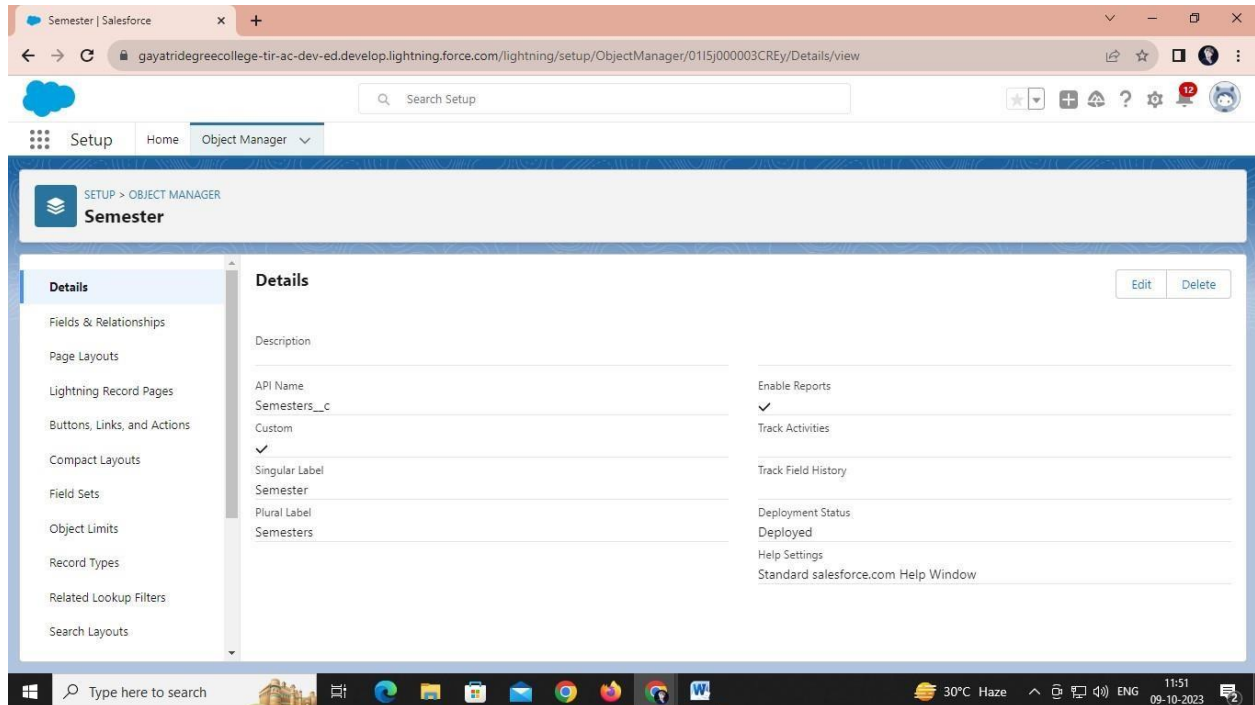 Semester | Salesforce
gayatridegreecollege-tir-ac-dev-ed.develop.lightning.force.com/lightning/setup/ObjectManager/01I5j000003CREy/Details/view
Search Setup
12
Setup
Home
Object Manager
SETUP > OBJECT MANAGER
Semester
Details
Fields & Relationships
Page Layouts
Lightning Record Pages
Buttons, Links, and Actions
Compact Layouts
Field Sets
Object Limits
Record Types
Related Lookup Filters
Search Layouts
Details
Edit
Delete
Description
API Name
Semesters__c
Custom
Singular Label
Semester
Plural Label
Semesters
Enable Reports
Track Activities
Track Field History
Deployment Status
Deployed
Help Settings
Standard salesforce.com Help Window
Type here to search
W
30°C Haze
ENG
11:51
09-10-2023
2